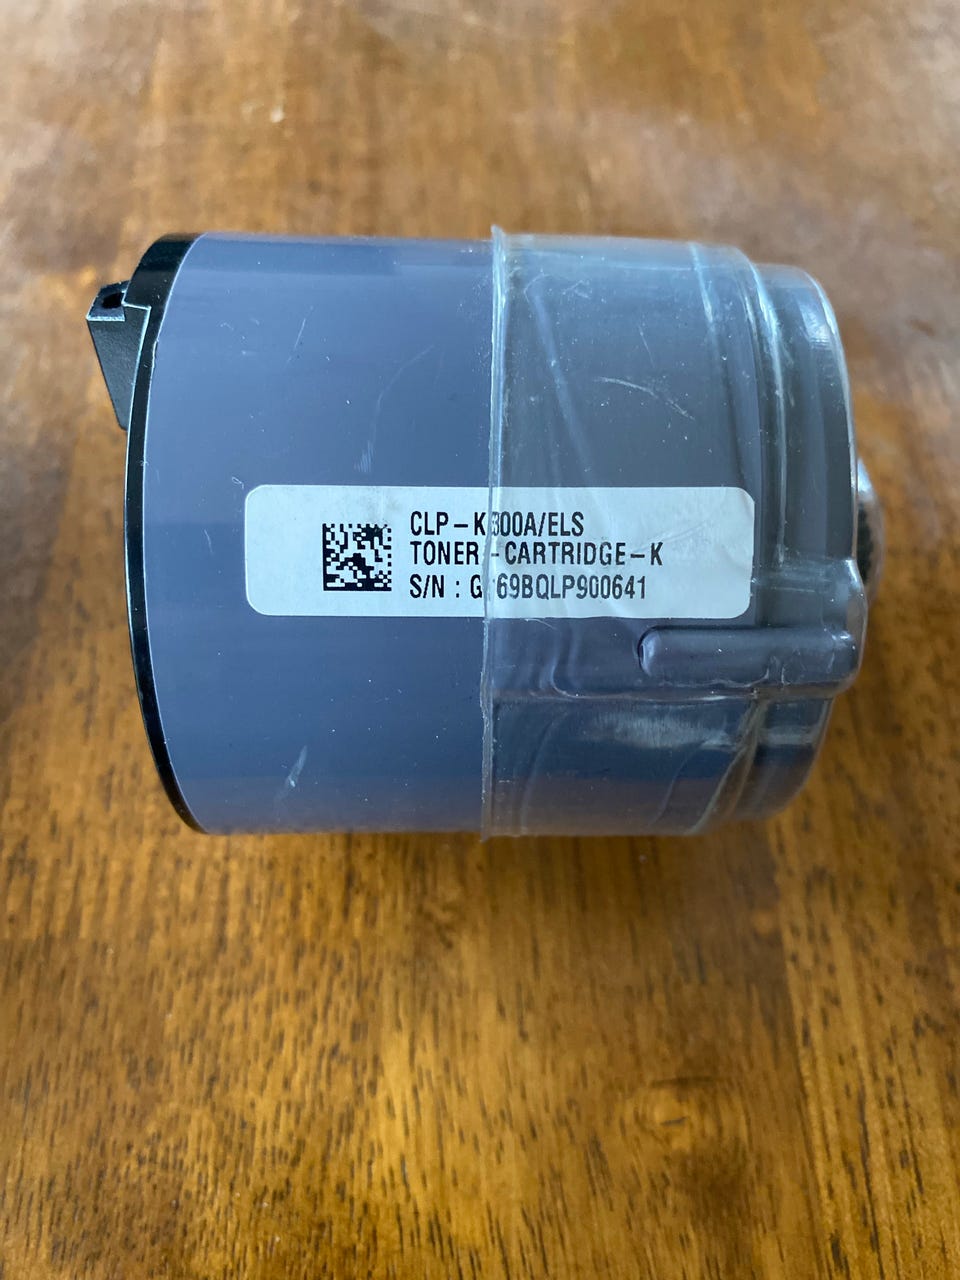 CLP-K300A/ELS
TONER-CARTRIDGE-K
S/N :